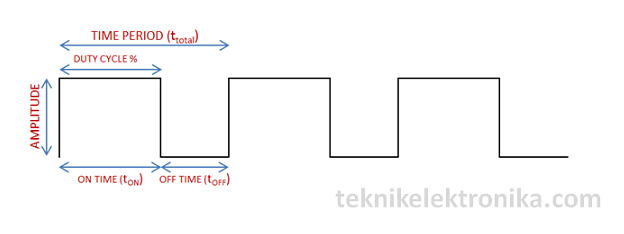 TIME PERIOD (ttotal)
DUTY CYCLE %
AMPLITUDE
ON TIME (tON)
OFF TIME (tOFF)
teknikelektronika.com